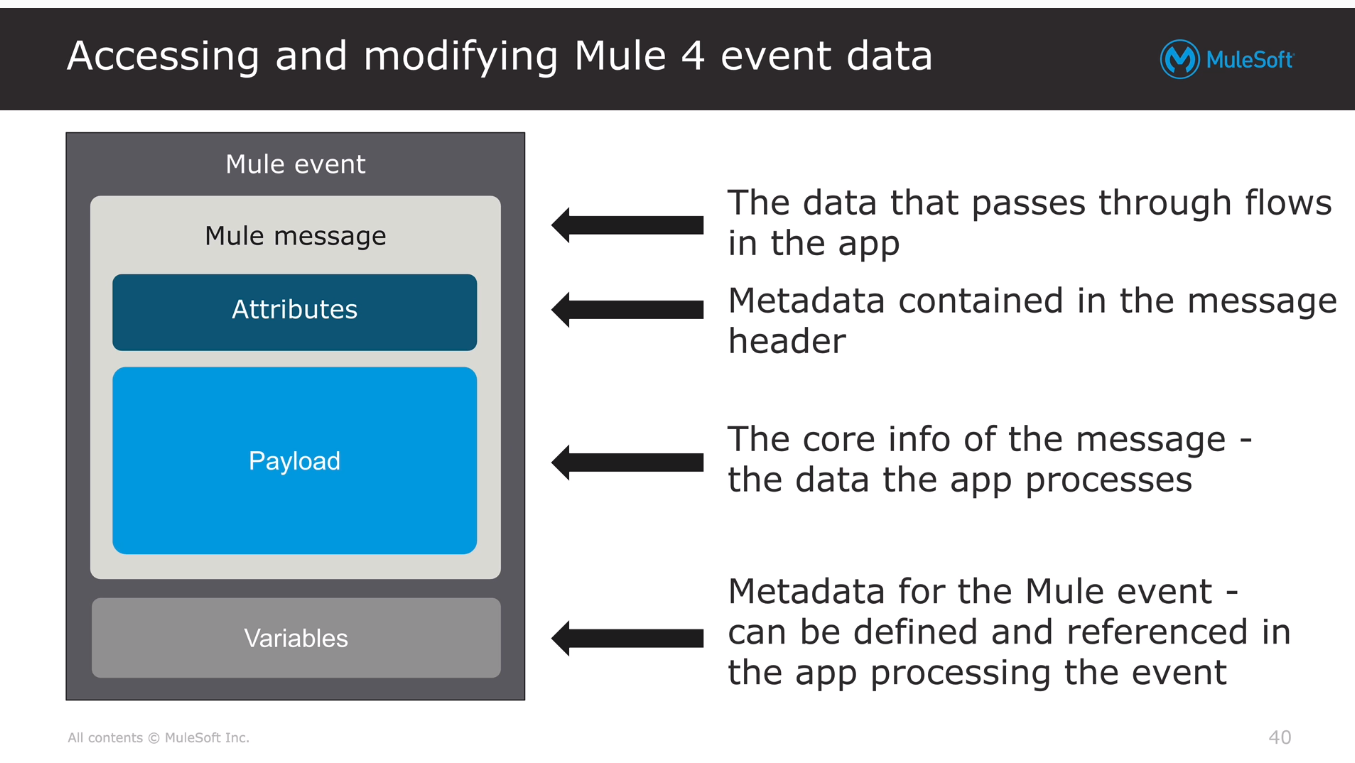 Accessing and modifying Mule 4 event data
MuleSoft
Mule event
Mule message
Attributes
Payload
Variables
The data that passes through flows
in the app
Metadata contained in the message
header
The core info of the message -
the data the app processes
Metadata for the Mule event -
can be defined and referenced in
the app processing the event
All contents © MuleSoft Inc.
40